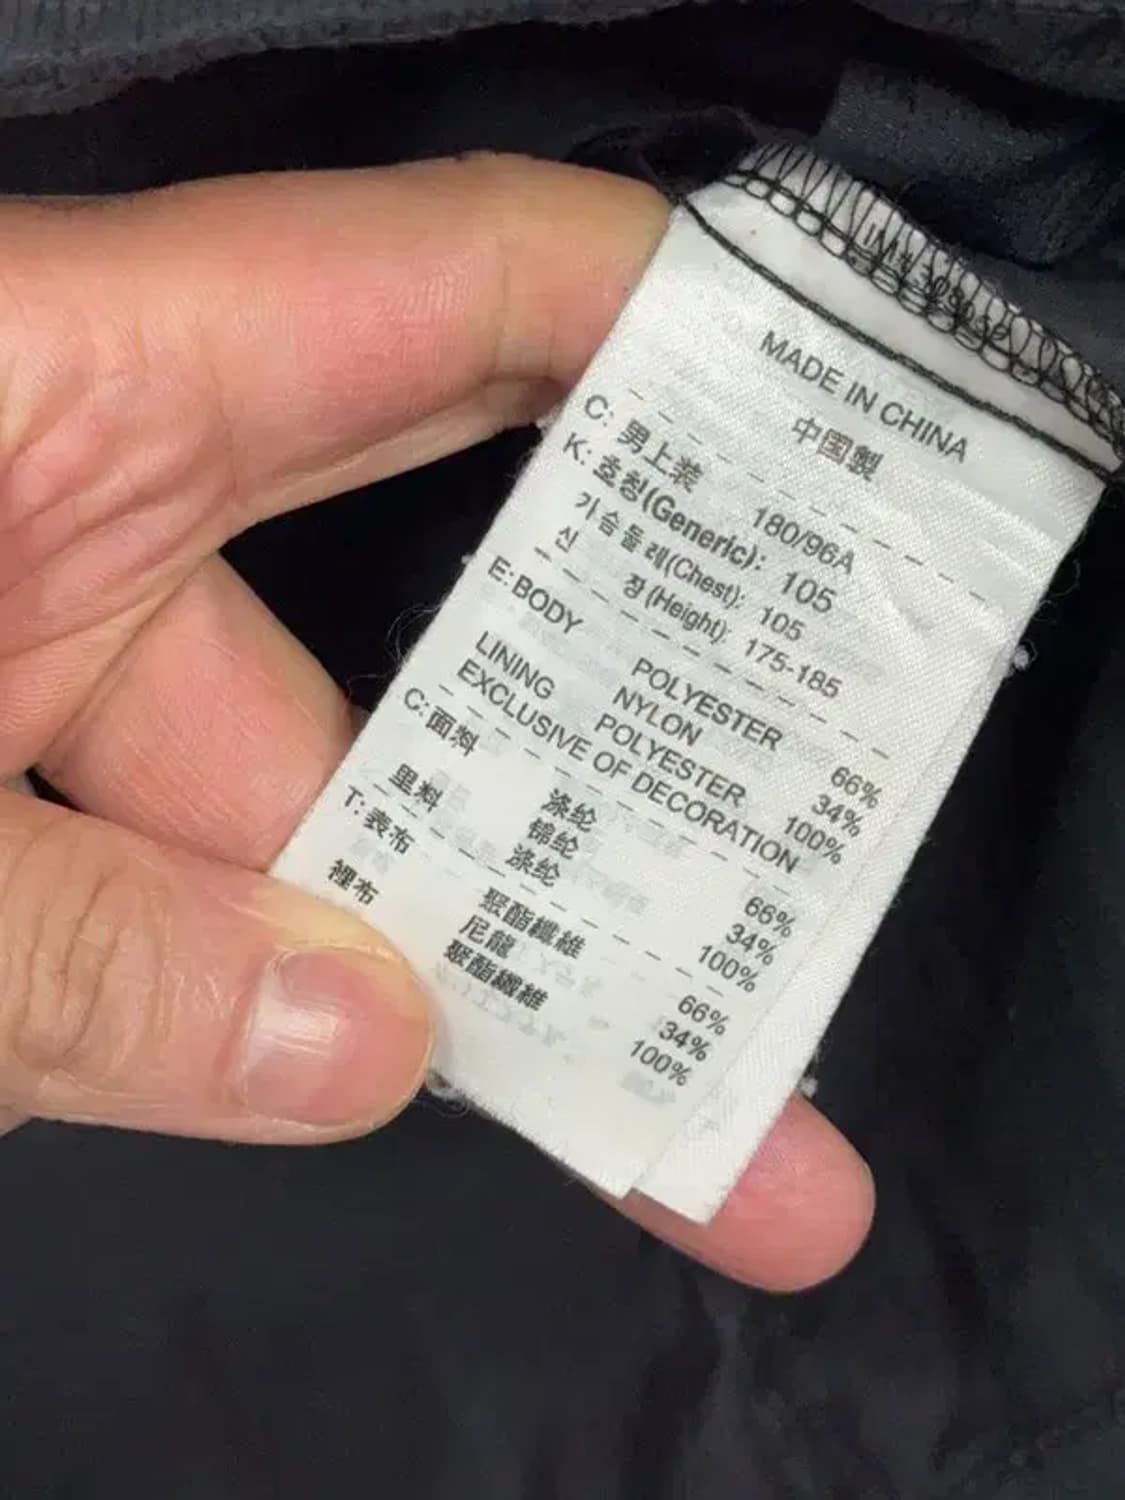 MADE IN CHINA
中国製
C: 男上装 180/96A
K: 호칭(Generic): 105
가슴둘레(Chest): 105
신장(Height): 175-185
E: BODY POLYESTER 66%
NYLON 34%
LINING POLYESTER 100%
EXCLUSIVE OF DECORATION
C: 面料 涤纶 66%
锦纶 34%
里料 涤纶 100%
T: 表布 聚酯纖維 66%
尼龍 34%
裡布 聚酯纖維 100%